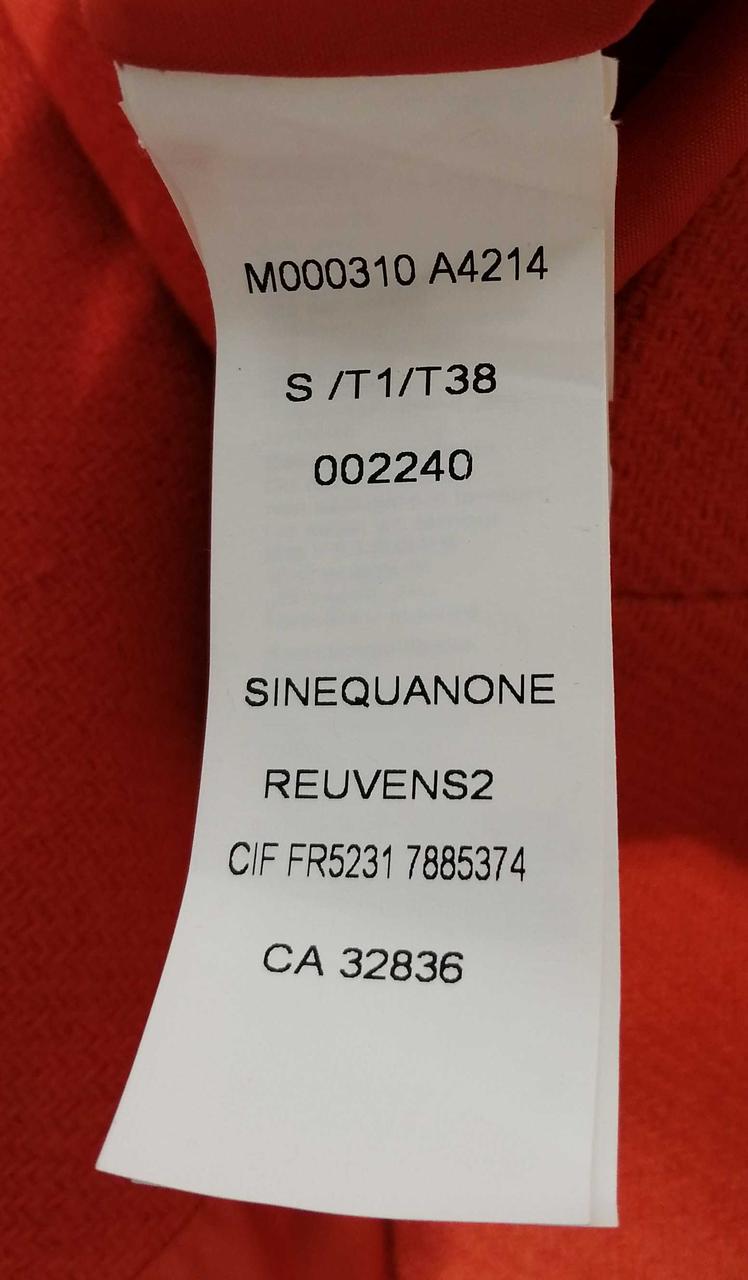 M000310 A4214
S /T1/T38
002240
SINEQUANONE
REUVENS2
CIF FR5231 7885374
CA 32836